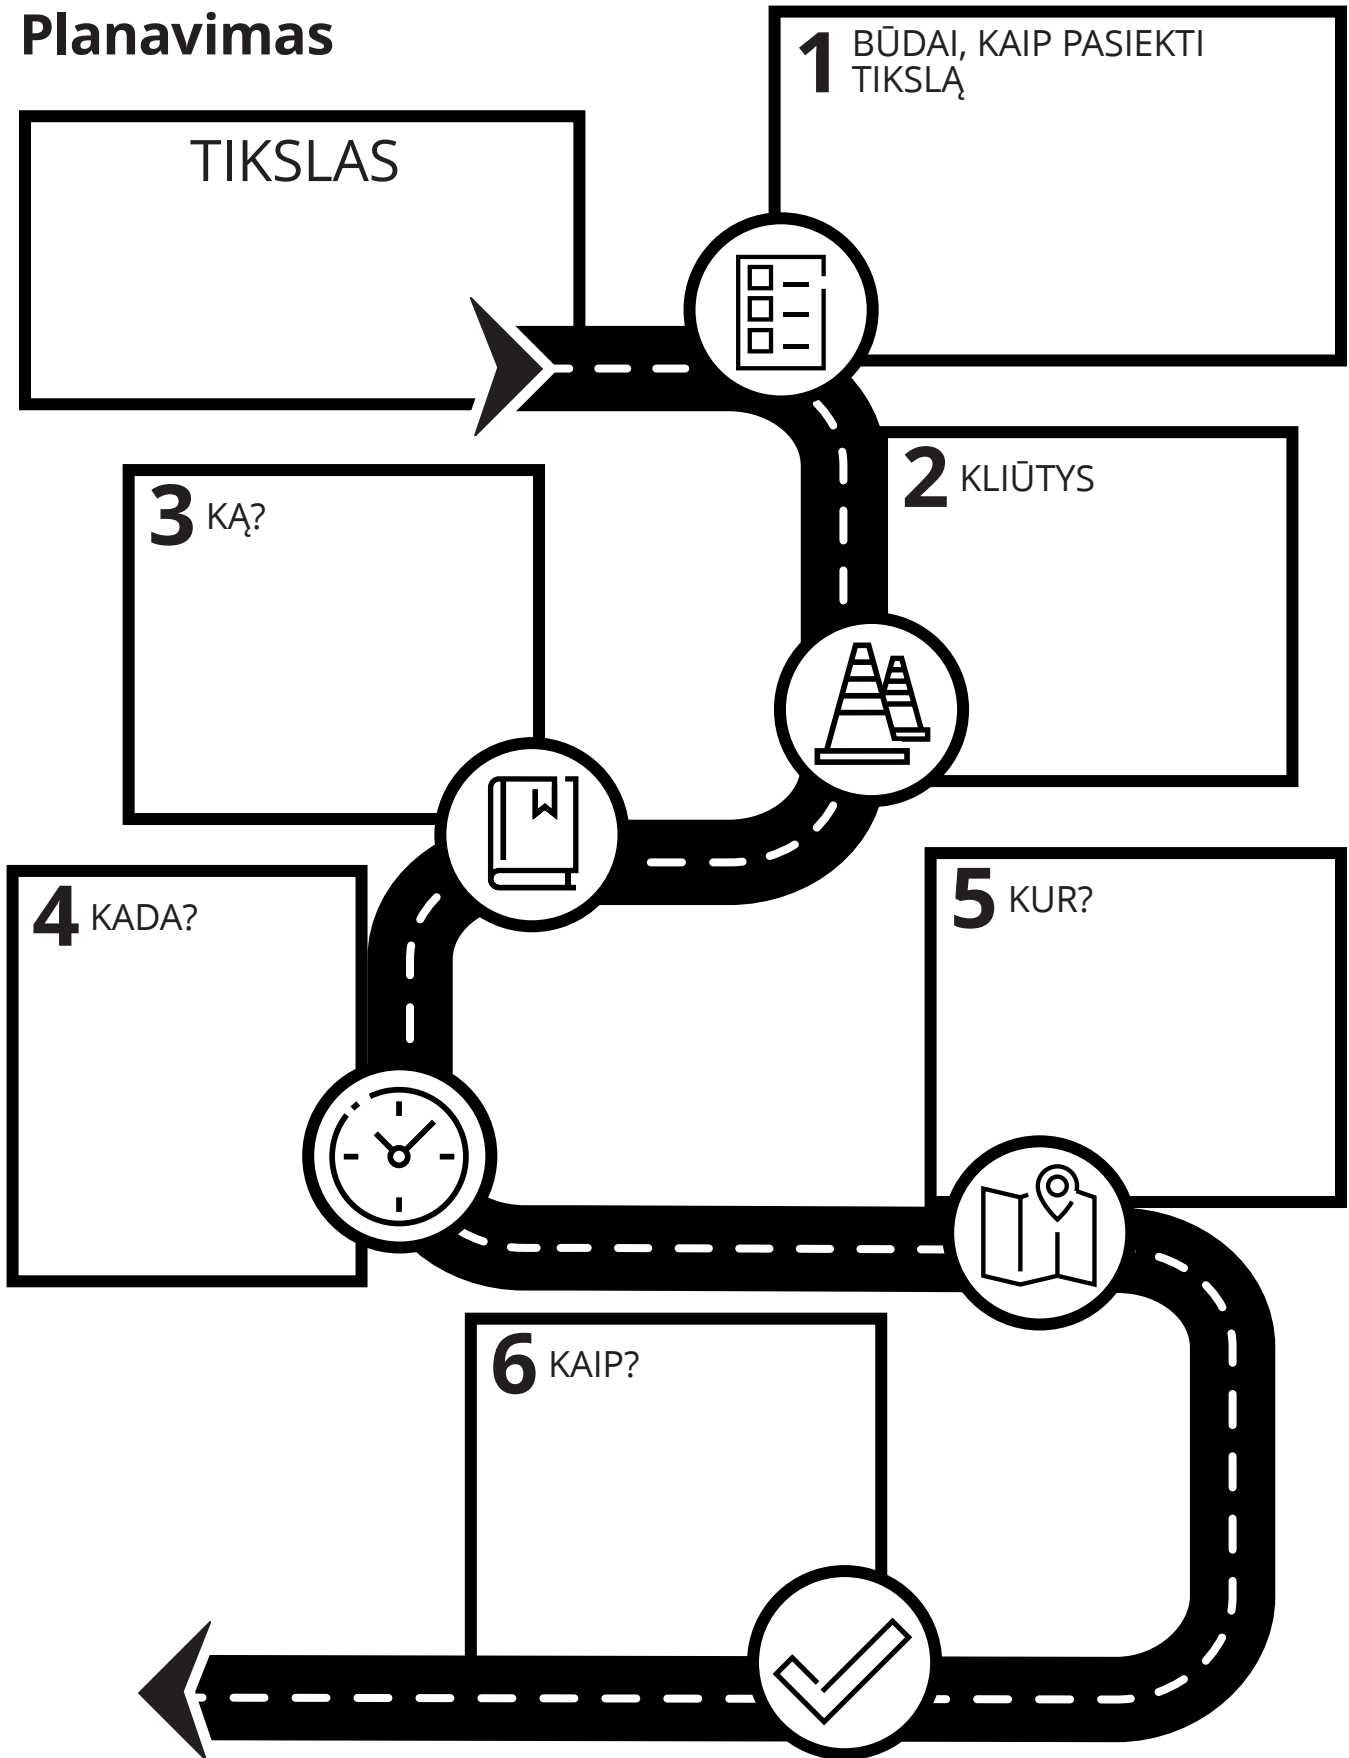 Planavimas
TIKSLAS
1 BŪDAI, KAIP PASIEKTI
TIKSLĄ
2 KLIŪTYS
3 KĄ?
4 KADA?
5 KUR?
6 KAIP?